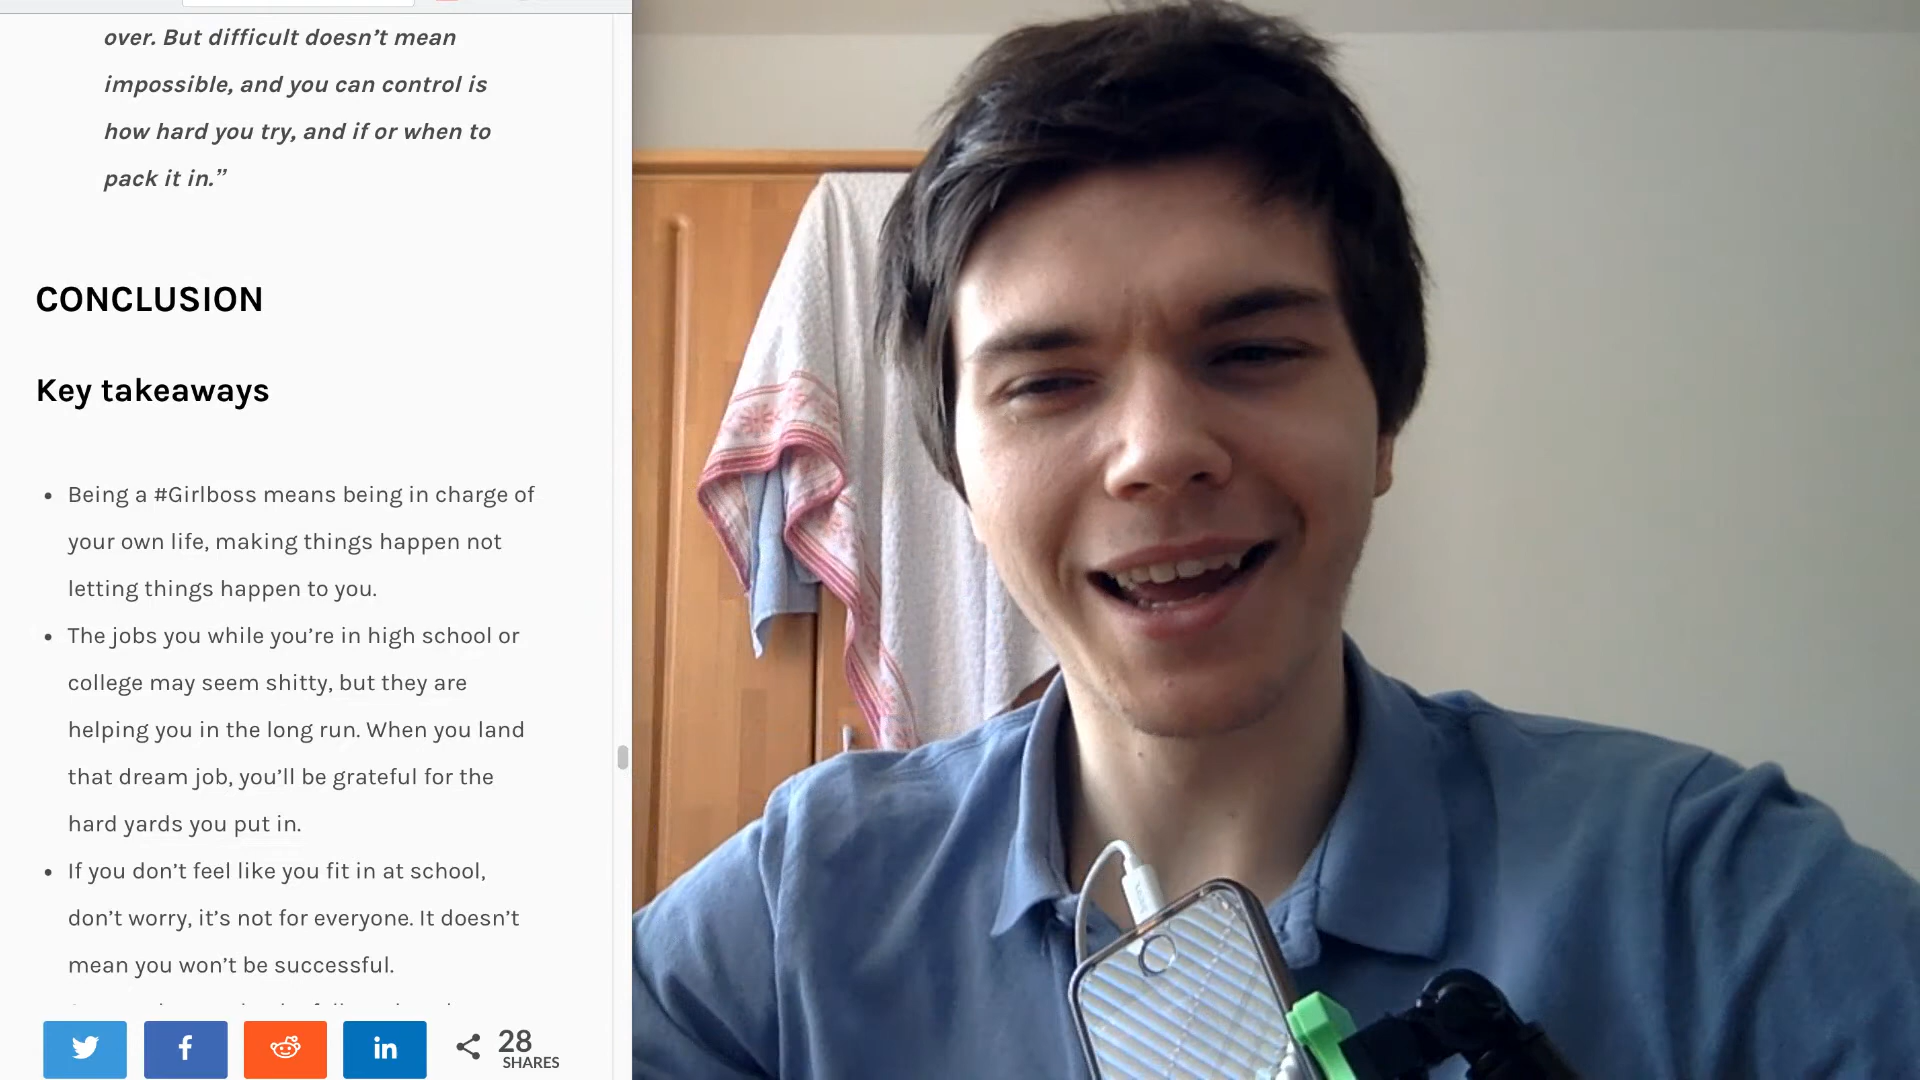 over. But difficult doesn’t mean
impossible, and you can control is
how hard you try, and if or when to
pack it in.”
CONCLUSION
Key takeaways
Being a #Girlboss means being in charge of
your own life, making things happen not
letting things happen to you.
The jobs you while you’re in high school or
college may seem shitty, but they are
helping you in the long run. When you land
that dream job, you’ll be grateful for the
hard yards you put in.
If you don’t feel like you fit in at school,
don’t worry, it’s not for everyone. It doesn’t
mean you won’t be successful.
28
SHARES